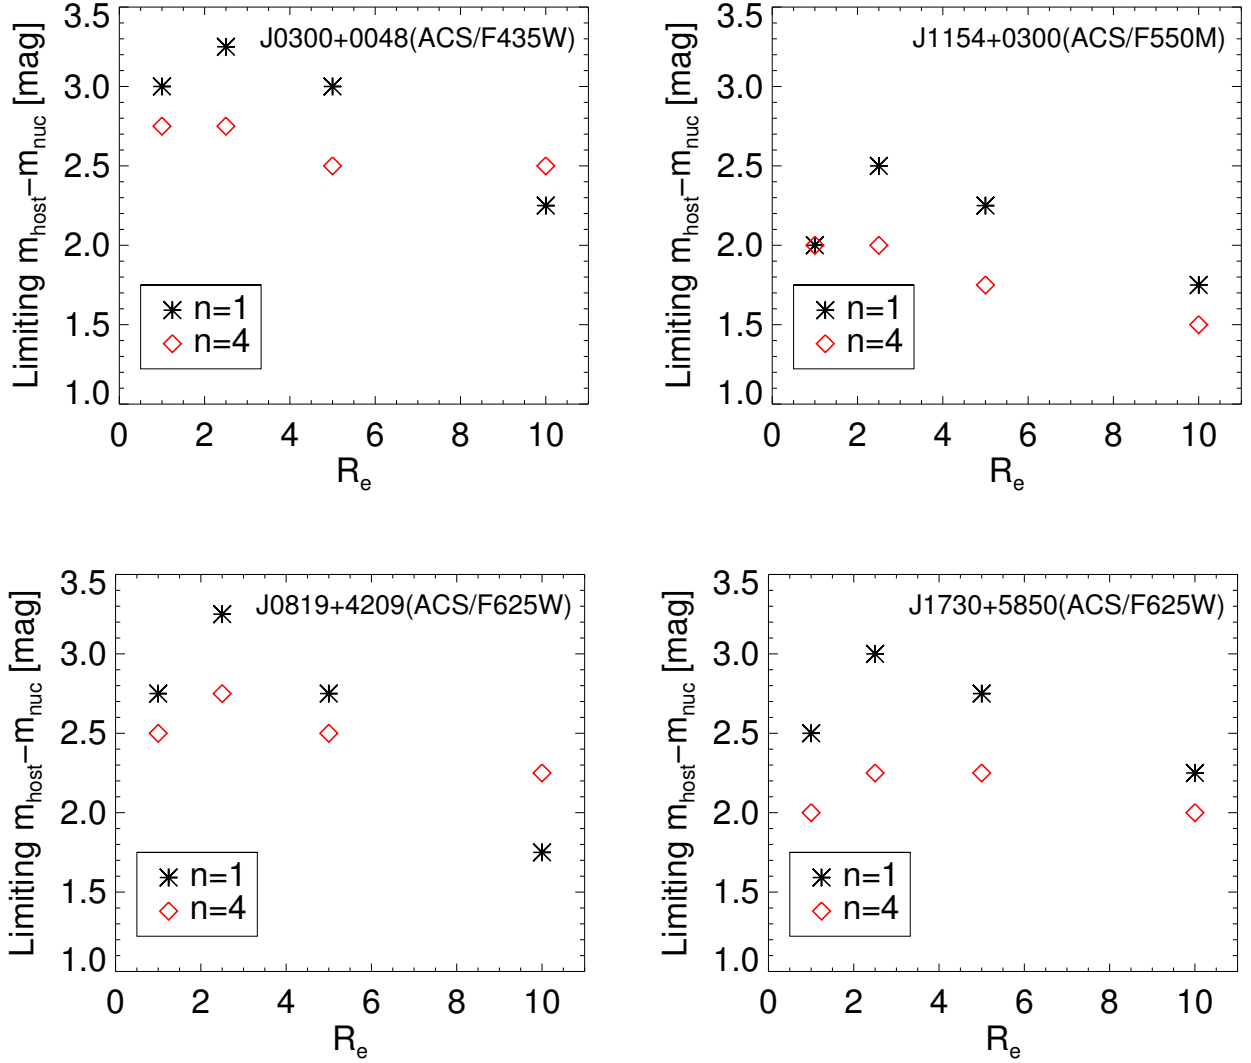 J0300+0048(ACS/F435W)
Limiting m_host−m_nuc [mag]
3.5
3.0
2.5
2.0
1.5
1.0
n=1
n=4
0 2 4 6 8 10
R_e
J1154+0300(ACS/F550M)
Limiting m_host−m_nuc [mag]
3.5
3.0
2.5
2.0
1.5
1.0
n=1
n=4
0 2 4 6 8 10
R_e
J0819+4209(ACS/F625W)
Limiting m_host−m_nuc [mag]
3.5
3.0
2.5
2.0
1.5
1.0
n=1
n=4
0 2 4 6 8 10
R_e
J1730+5850(ACS/F625W)
Limiting m_host−m_nuc [mag]
3.5
3.0
2.5
2.0
1.5
1.0
n=1
n=4
0 2 4 6 8 10
R_e